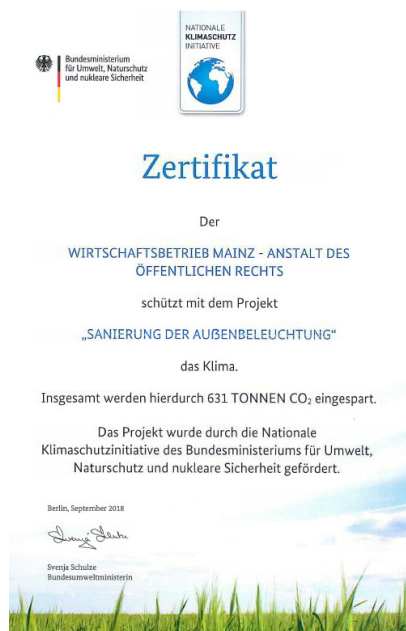 NATIONALE
KLIMASCHUTZ
INITIATIVE
Bundesministerium
für Umwelt, Naturschutz
und nukleare Sicherheit
Zertifikat
Der
WIRTSCHAFTSBETRIEB MAINZ - ANSTALT DES
ÖFFENTLICHEN RECHTS
schützt mit dem Projekt
„SANIERUNG DER AUẞENBELEUCHTUNG“
das Klima.
Insgesamt werden hierdurch 631 TONNEN CO₂ eingespart.
Das Projekt wurde durch die Nationale
Klimaschutzinitiative des Bundesministeriums für Umwelt,
Naturschutz und nukleare Sicherheit gefördert.
Berlin, September 2018
Svenja Schulze
Svenja Schulze
Bundesumweltministerin